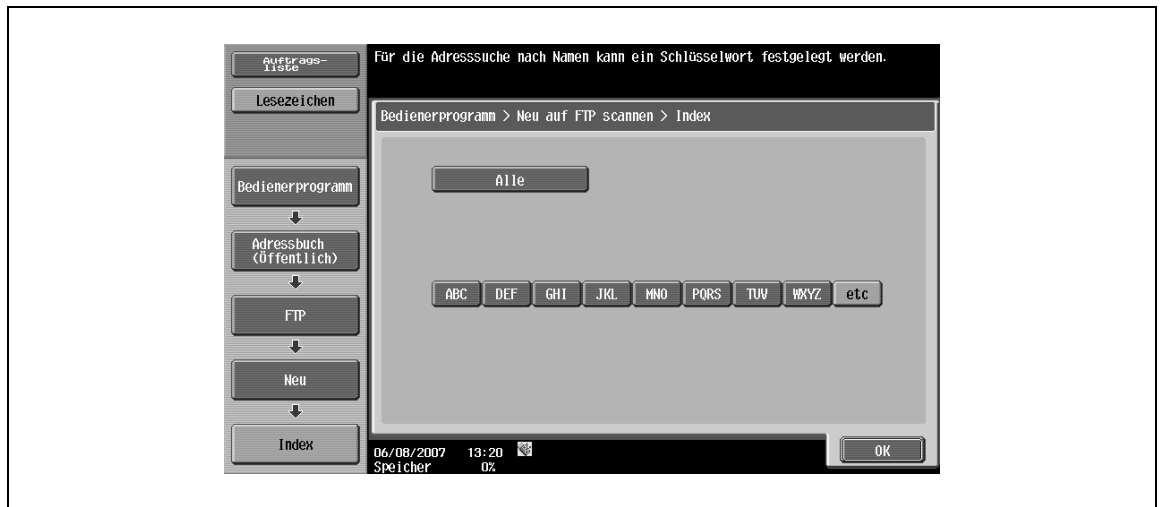 Auftrags-
liste
Lesezeichen
Bedienerprogramm
Adressbuch
(Öffentlich)
FTP
Neu
Index
Für die Adresssuche nach Namen kann ein Schlüsselwort festgelegt werden.
Bedienerprogramm > Neu auf FTP scannen > Index
Alle
ABC DEF GHI JKL MNO PQRS TUV WXYZ etc
06/08/2007 13:20
Speicher 0%
OK